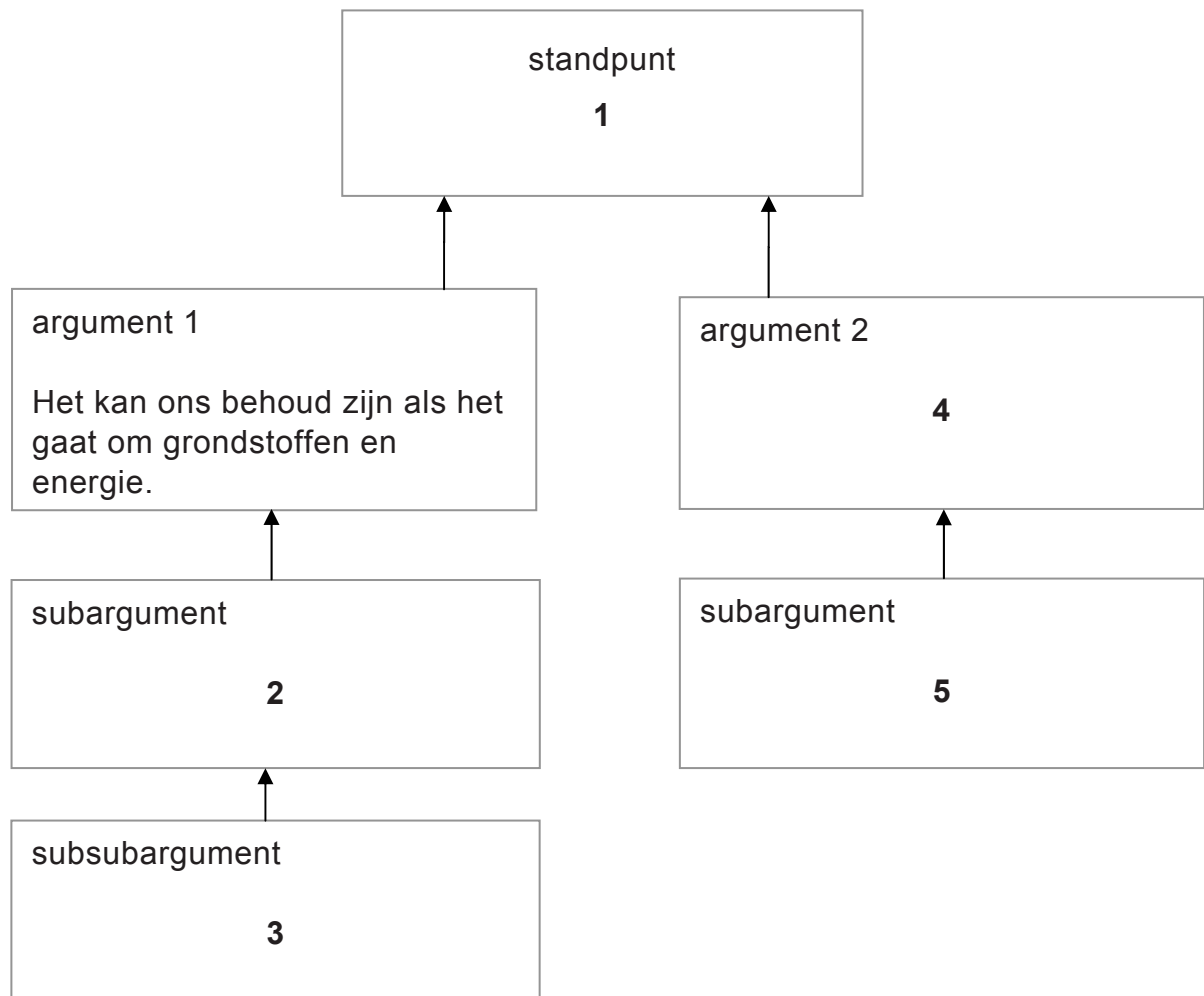 standpunt
1
argument 1
Het kan ons behoud zijn als het
gaat om grondstoffen en
energie.
argument 2
4
subargument
2
subargument
5
subsubargument
3